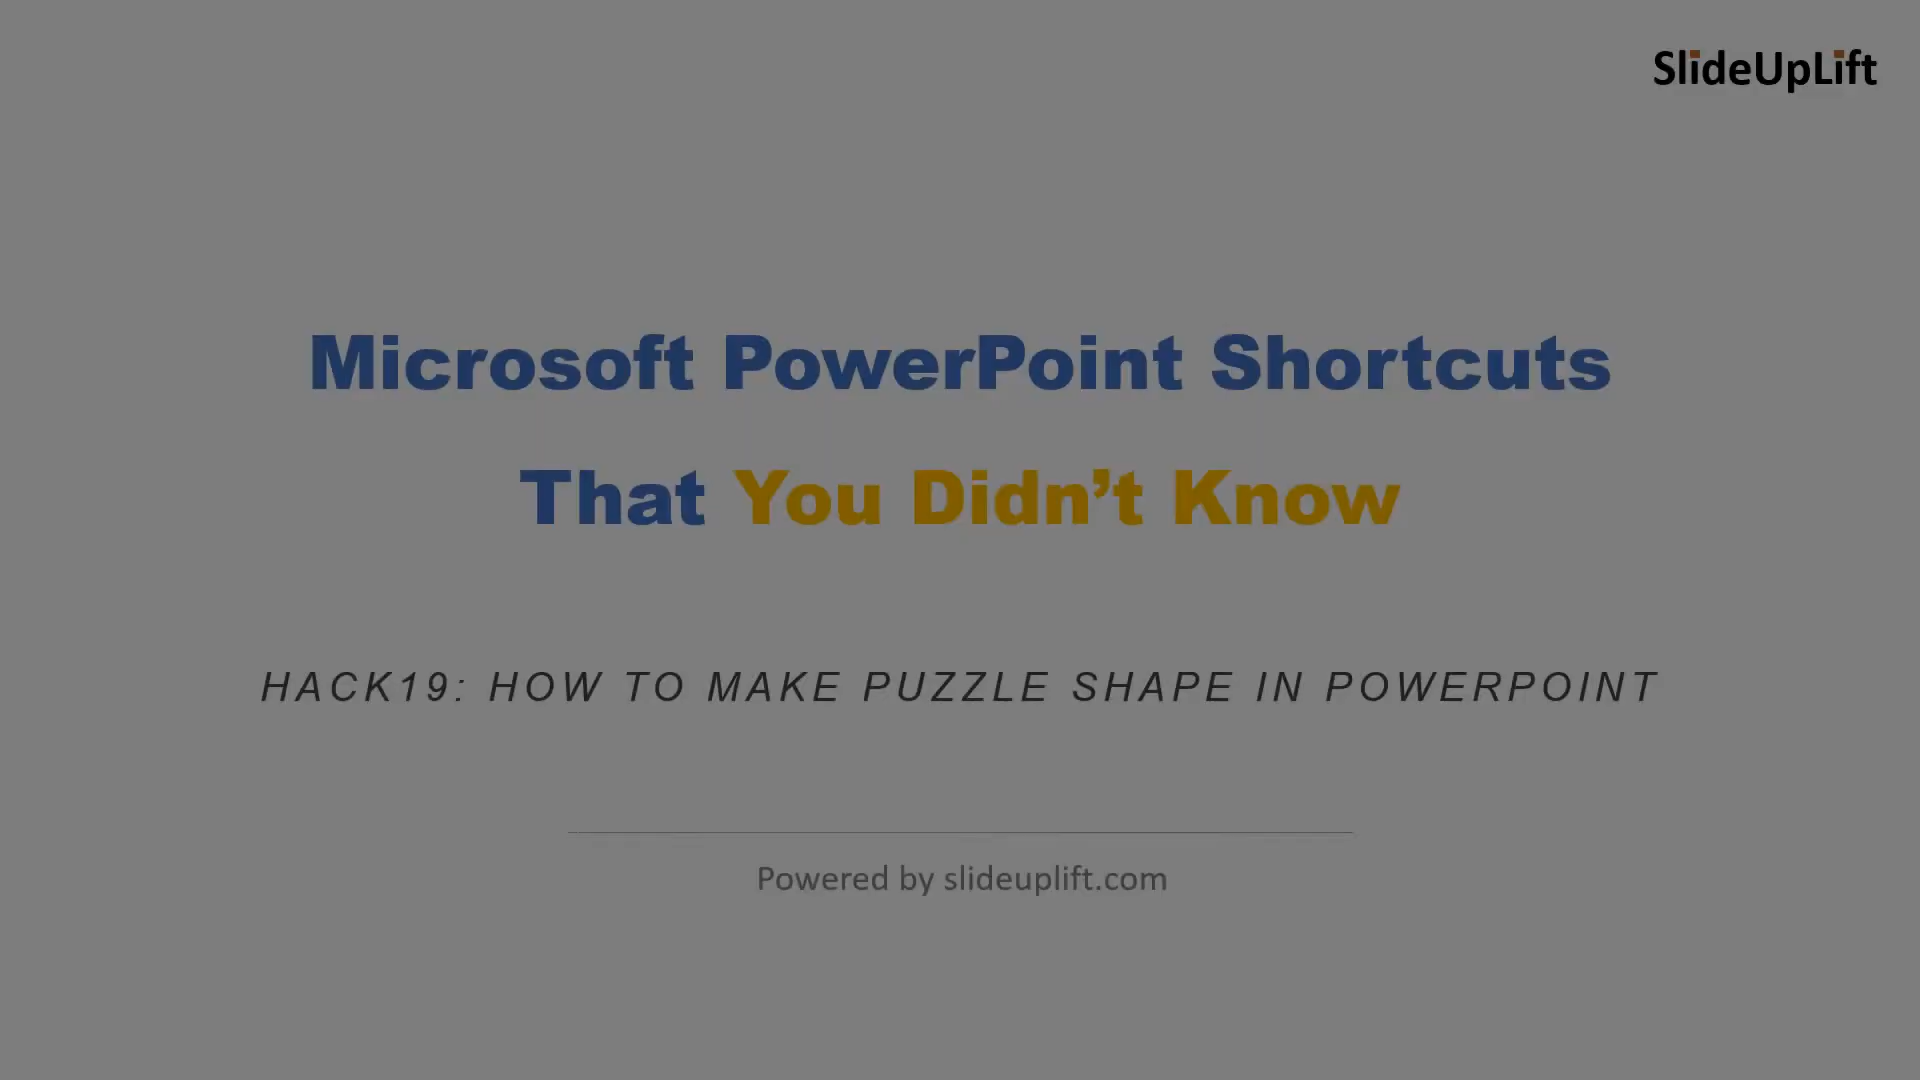 SlideUpLift
Microsoft PowerPoint Shortcuts
That You Didn’t Know
HACK19: HOW TO MAKE PUZZLE SHAPE IN POWERPOINT
Powered by slideuplift.com